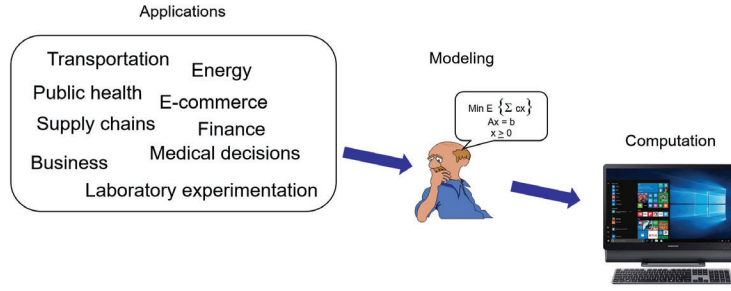 Applications
Transportation
Energy
Public health
E-commerce
Supply chains
Finance
Medical decisions
Business
Laboratory experimentation
Modeling
Min E { Σ cx }
Ax = b
x ≥ 0
Computation